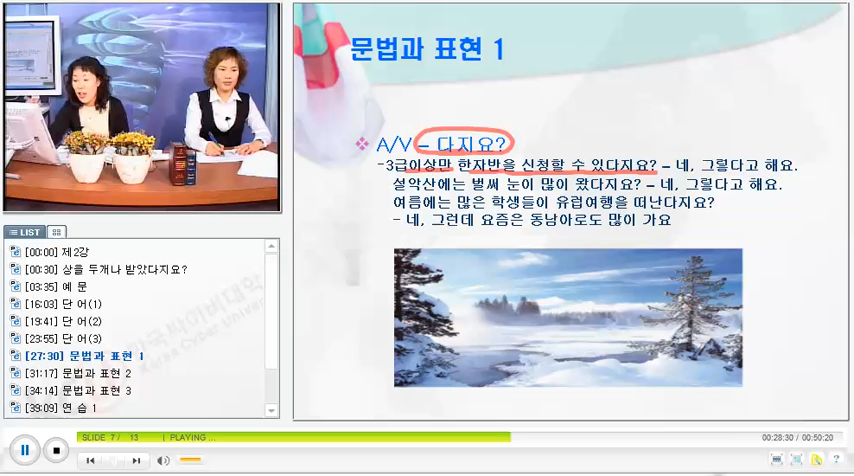 문법과 표현 1
A/V – 다지요?
-3급이상만 한자반을 신청할 수 있다지요? – 네, 그렇다고 해요.
설악산에는 벌써 눈이 많이 왔다지요? – 네, 그렇다고 해요.
여름에는 많은 학생들이 유럽여행을 떠난다지요?
- 네, 그런데 요즘은 동남아로도 많이 가요
LIST
[00:00] 제2강
[00:30] 상을 두개나 받았다지요?
[03:35] 예 문
[16:03] 단 어(1)
[19:41] 단 어(2)
[23:55] 단 어(3)
[27:30] 문법과 표현 1
[31:17] 문법과 표현 2
[34:14] 문법과 표현 3
[39:09] 연 습 1
SLIDE 7 / 13 | PLAYING ...
00:28:30 / 00:50:20